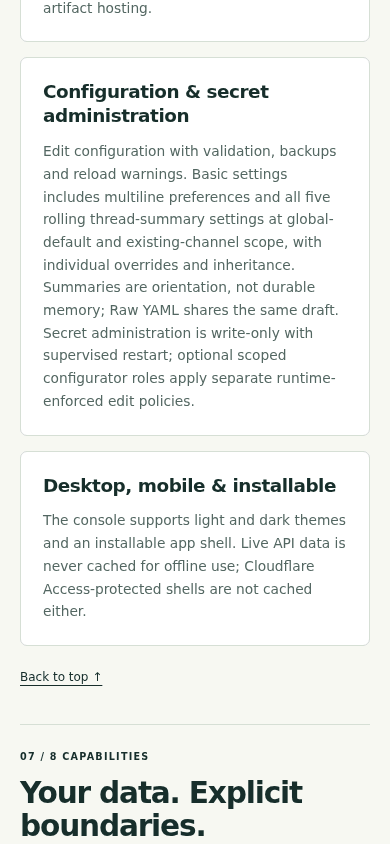 artifact hosting.
Configuration & secret
administration
Edit configuration with validation, backups
and reload warnings. Basic settings
includes multiline preferences and all five
rolling thread-summary settings at global-
default and existing-channel scope, with
individual overrides and inheritance.
Summaries are orientation, not durable
memory; Raw YAML shares the same draft.
Secret administration is write-only with
supervised restart; optional scoped
configurator roles apply separate runtime-
enforced edit policies.
Desktop, mobile & installable
The console supports light and dark themes
and an installable app shell. Live API data is
never cached for offline use; Cloudflare
Access-protected shells are not cached
either.
Back to top ↑
07 / 8 CAPABILITIES
Your data. Explicit
boundaries.